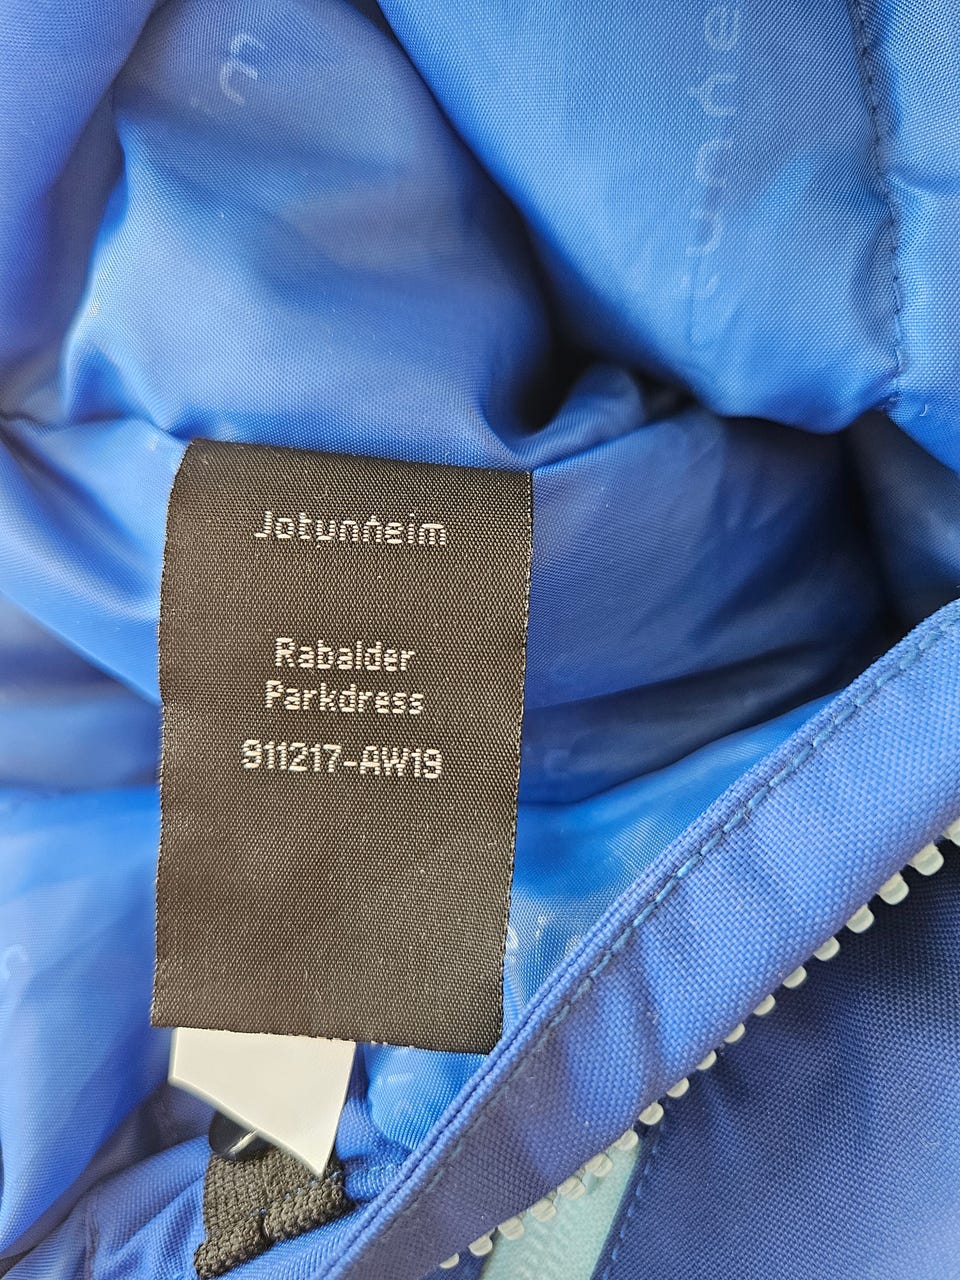 Jotunheim
Rabalder
Parkdress
911217-AW19